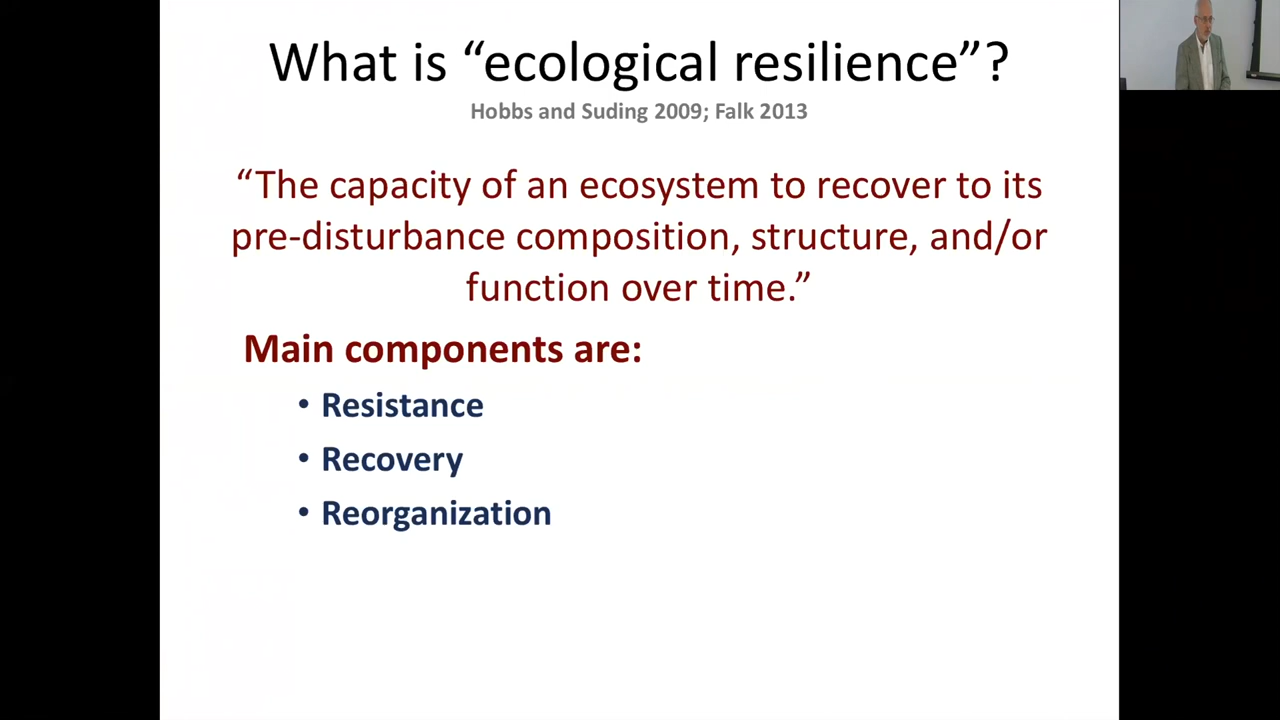 What is “ecological resilience”?
Hobbs and Suding 2009; Falk 2013
“The capacity of an ecosystem to recover to its
pre-disturbance composition, structure, and/or
function over time.”
Main components are:
• Resistance
• Recovery
• Reorganization